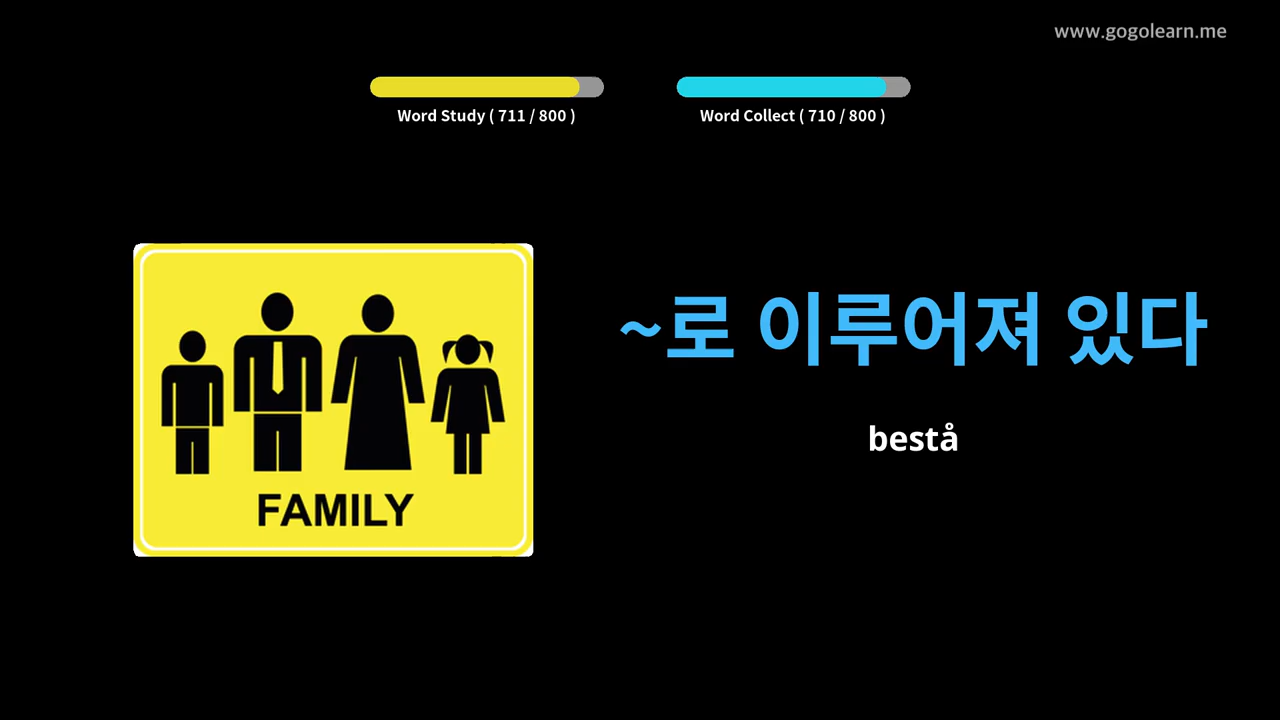 www.gogolearn.me
Word Study ( 711 / 800 )
Word Collect ( 710 / 800 )
FAMILY
~로 이루어져 있다
bestå